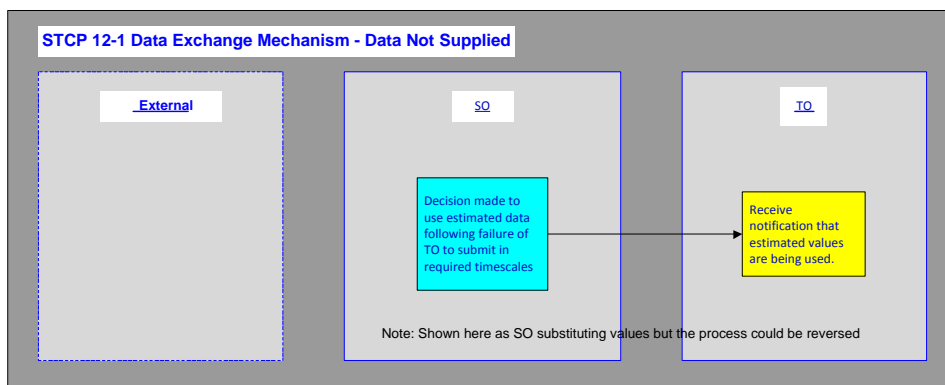 STCP 12-1 Data Exchange Mechanism - Data Not Supplied
External
SO
TO
Decision made to
use estimated data
following failure of
TO to submit in
required timescales
Receive
notification that
estimated values
are being used.
Note: Shown here as SO substituting values but the process could be reversed